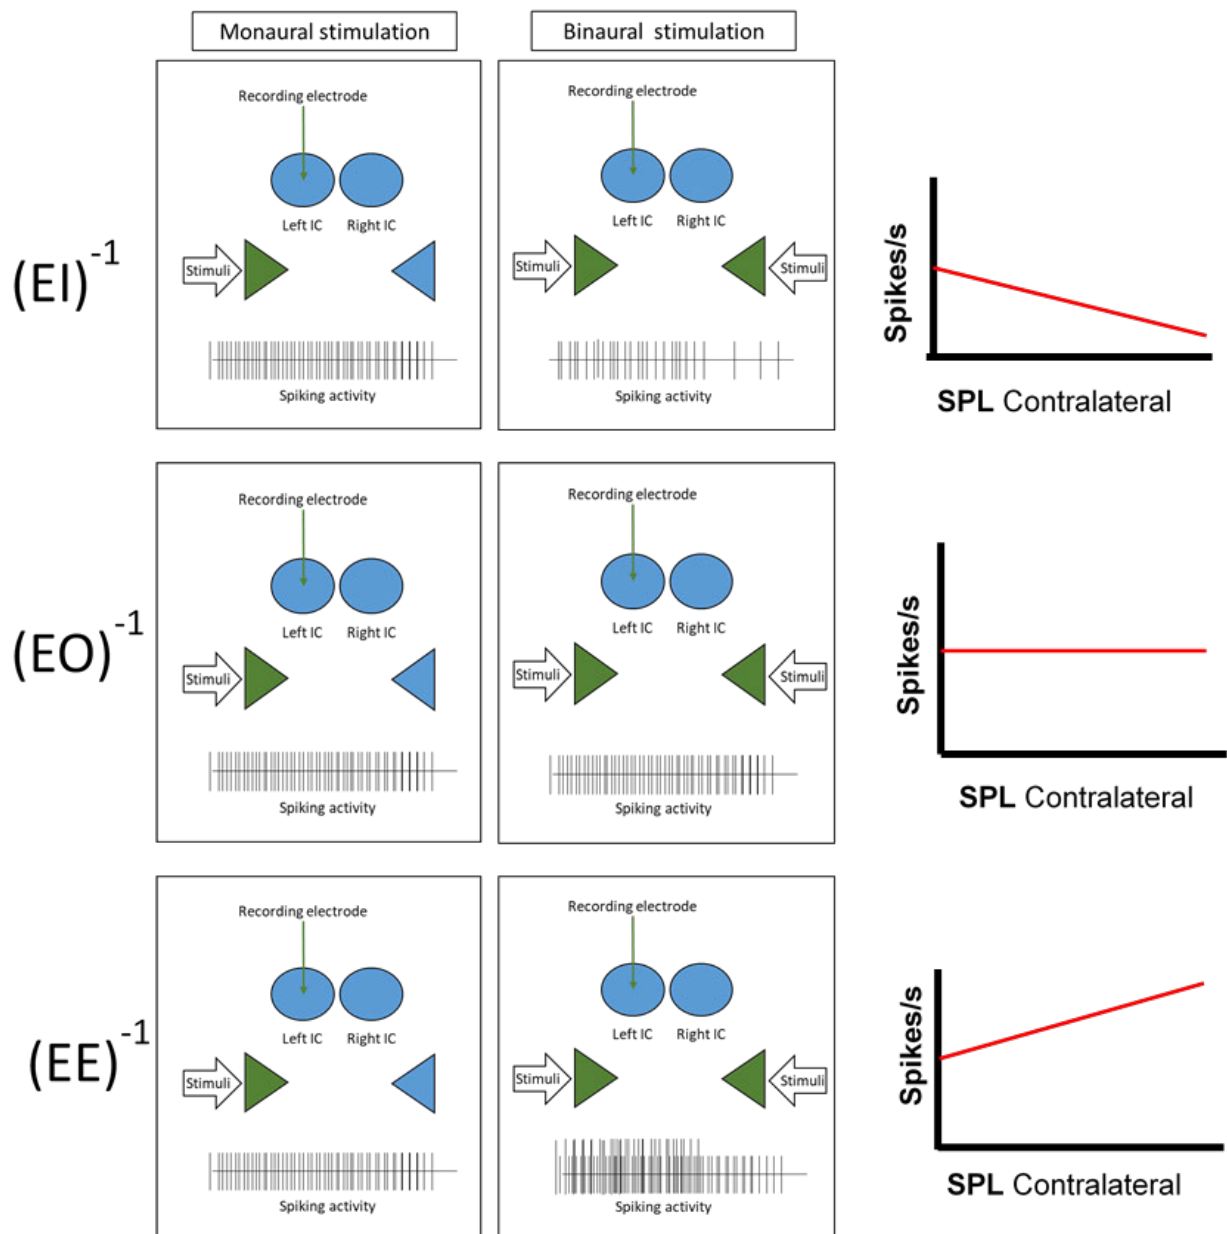 Monaural stimulation
Binaural stimulation
(EI)⁻¹
Recording electrode
Left IC Right IC
Stimuli
Spiking activity
Recording electrode
Left IC Right IC
Stimuli Stimuli
Spiking activity
Spikes/s
SPL Contralateral
(EO)⁻¹
Recording electrode
Left IC Right IC
Stimuli
Spiking activity
Recording electrode
Left IC Right IC
Stimuli Stimuli
Spiking activity
Spikes/s
SPL Contralateral
(EE)⁻¹
Recording electrode
Left IC Right IC
Stimuli
Spiking activity
Recording electrode
Left IC Right IC
Stimuli Stimuli
Spiking activity
Spikes/s
SPL Contralateral